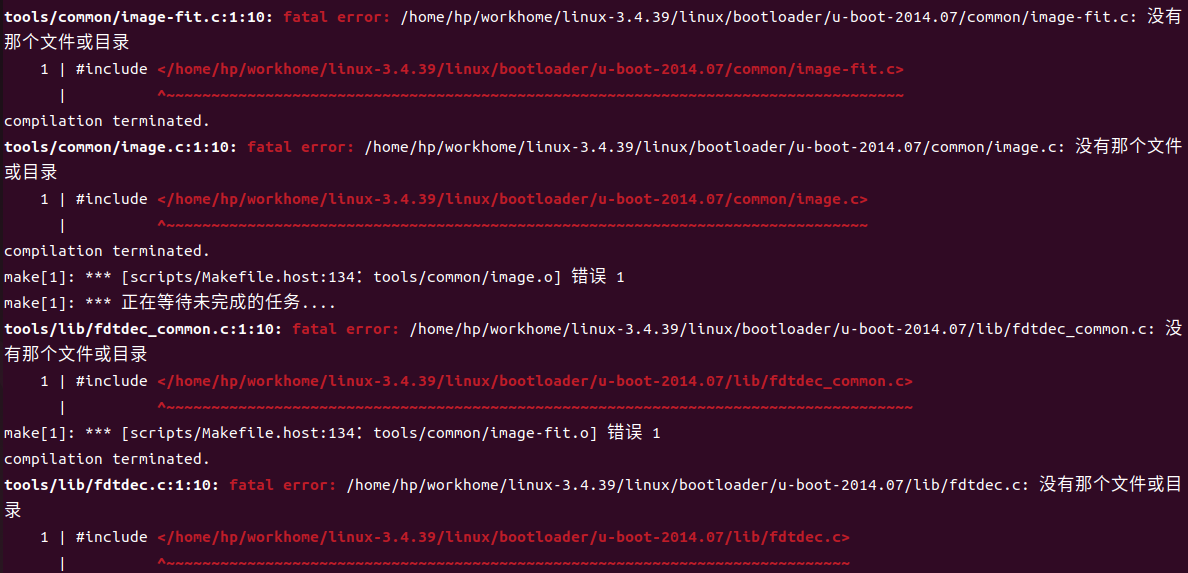 tools/common/image-fit.c:1:10: fatal error: /home/hp/workhome/linux-3.4.39/linux/bootloader/u-boot-2014.07/common/image-fit.c: 没有
那个文件或目录
    1 | #include </home/hp/workhome/linux-3.4.39/linux/bootloader/u-boot-2014.07/common/image-fit.c>
      |          ^~~~~~~~~~~~~~~~~~~~~~~~~~~~~~~~~~~~~~~~~~~~~~~~~~~~~~~~~~~~~~~~~~~~~~~~~~~~~~~~~~~
compilation terminated.
tools/common/image.c:1:10: fatal error: /home/hp/workhome/linux-3.4.39/linux/bootloader/u-boot-2014.07/common/image.c: 没有那个文件
或目录
    1 | #include </home/hp/workhome/linux-3.4.39/linux/bootloader/u-boot-2014.07/common/image.c>
      |          ^~~~~~~~~~~~~~~~~~~~~~~~~~~~~~~~~~~~~~~~~~~~~~~~~~~~~~~~~~~~~~~~~~~~~~~~~~~~~~~
compilation terminated.
make[1]: *** [scripts/Makefile.host:134：tools/common/image.o] 错误 1
make[1]: *** 正在等待未完成的任务....
tools/lib/fdtdec_common.c:1:10: fatal error: /home/hp/workhome/linux-3.4.39/linux/bootloader/u-boot-2014.07/lib/fdtdec_common.c: 没
有那个文件或目录
    1 | #include </home/hp/workhome/linux-3.4.39/linux/bootloader/u-boot-2014.07/lib/fdtdec_common.c>
      |          ^~~~~~~~~~~~~~~~~~~~~~~~~~~~~~~~~~~~~~~~~~~~~~~~~~~~~~~~~~~~~~~~~~~~~~~~~~~~~~~~~~~~
make[1]: *** [scripts/Makefile.host:134：tools/common/image-fit.o] 错误 1
compilation terminated.
tools/lib/fdtdec.c:1:10: fatal error: /home/hp/workhome/linux-3.4.39/linux/bootloader/u-boot-2014.07/lib/fdtdec.c: 没有那个文件或目
录
    1 | #include </home/hp/workhome/linux-3.4.39/linux/bootloader/u-boot-2014.07/lib/fdtdec.c>
      |          ^~~~~~~~~~~~~~~~~~~~~~~~~~~~~~~~~~~~~~~~~~~~~~~~~~~~~~~~~~~~~~~~~~~~~~~~~~~~~